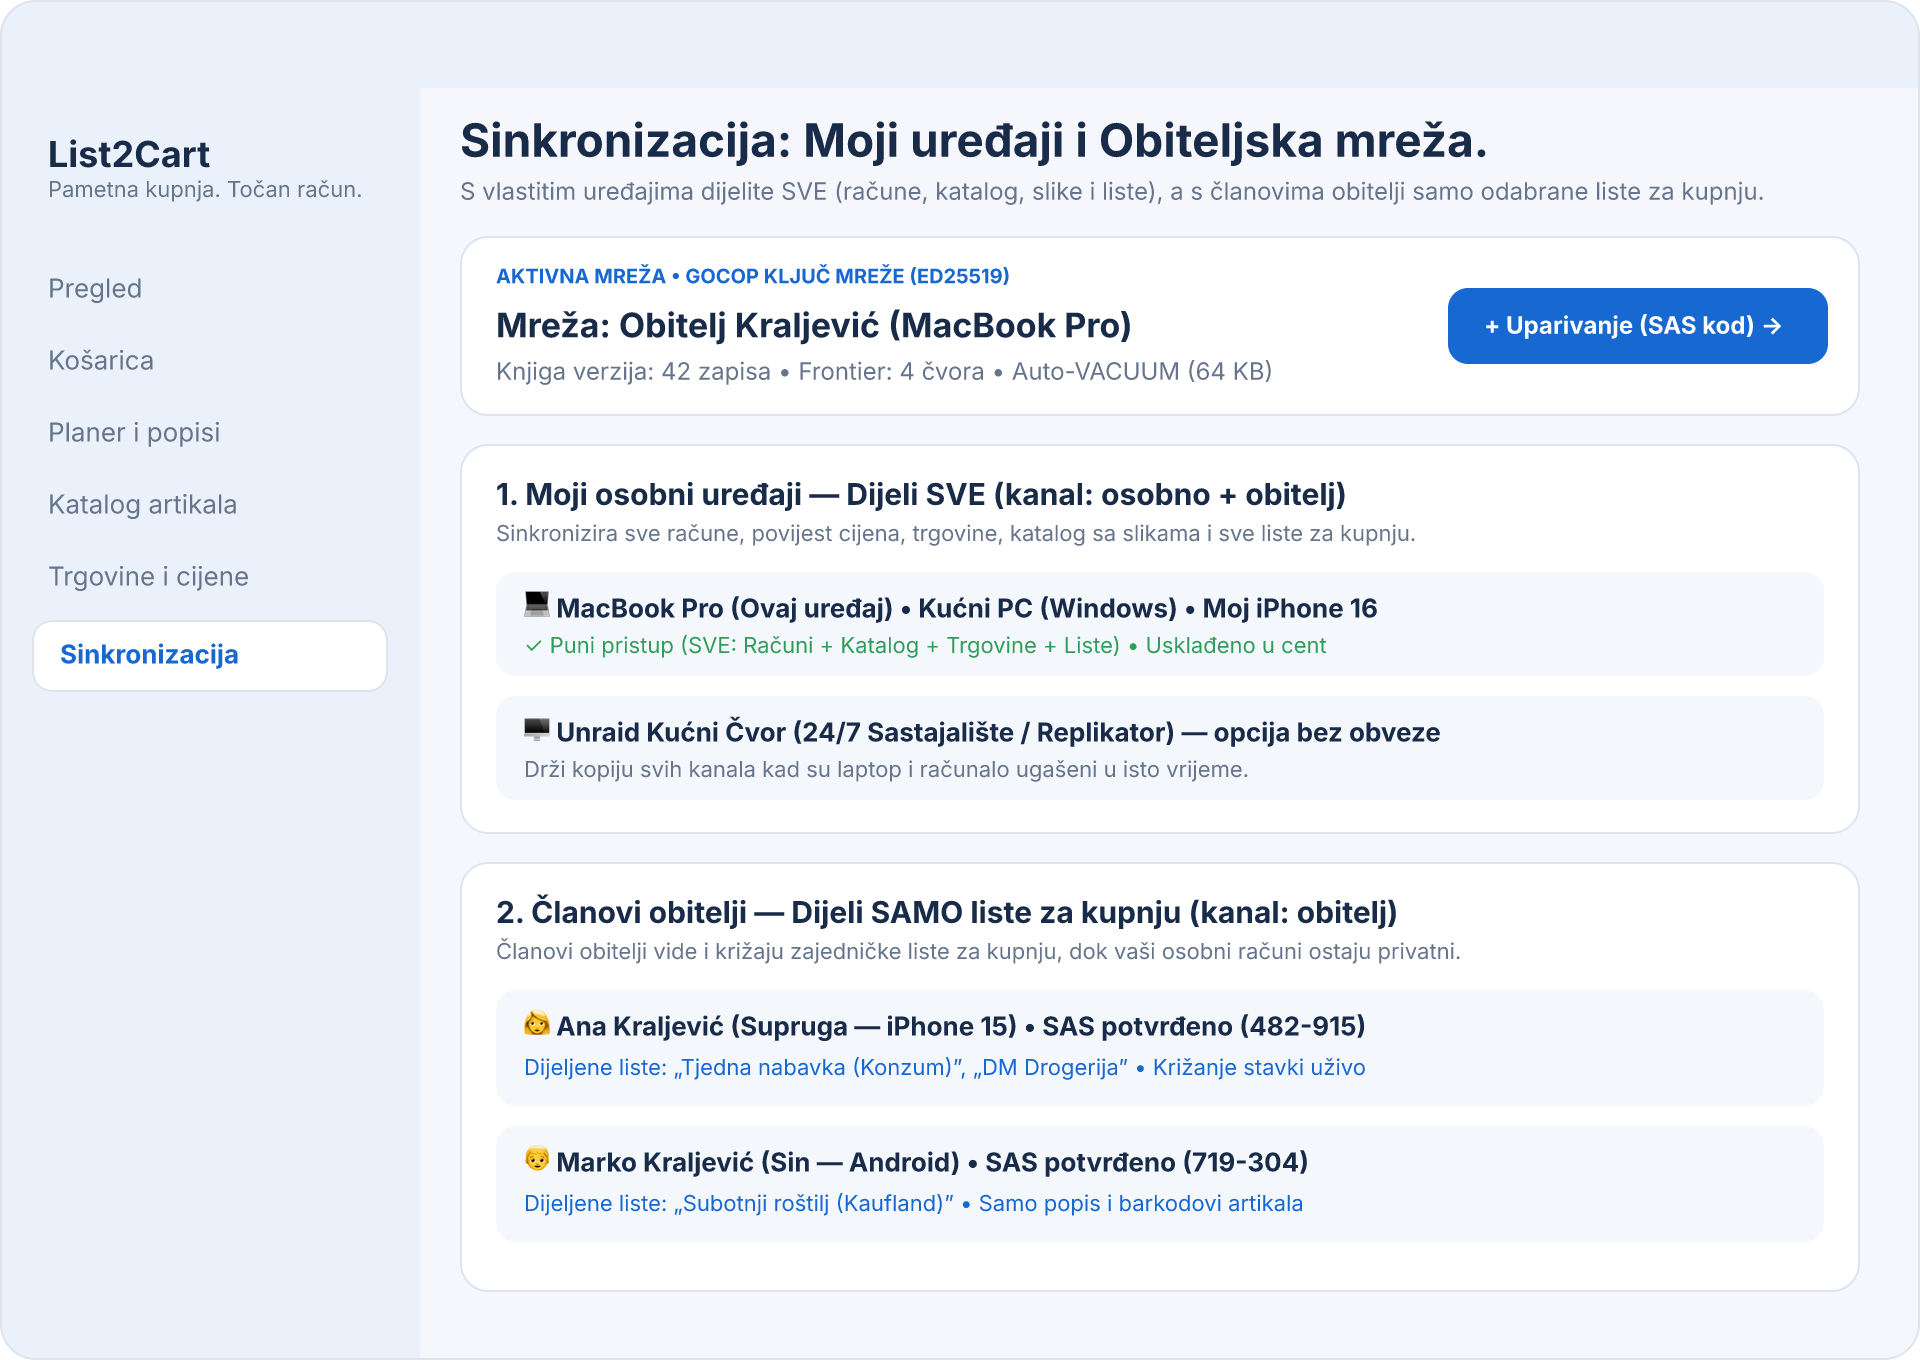 List2Cart
Pametna kupnja. Točan račun.
Pregled
Košarica
Planer i popisi
Katalog artikala
Trgovine i cijene
Sinkronizacija
Sinkronizacija: Moji uređaji i Obiteljska mreža.
S vlastitim uređajima dijelite SVE (račune, katalog, slike i liste), a s članovima obitelji samo odabrane liste za kupnju.
AKTIVNA MREŽA • GOCOP KLJUČ MREŽE (ED25519)
Mreža: Obitelj Kraljević (MacBook Pro)
Knjiga verzija: 42 zapisa • Frontier: 4 čvora • Auto-VACUUM (64 KB)
+ Uparivanje (SAS kod) →
1. Moji osobni uređaji — Dijeli SVE (kanal: osobno + obitelj)
Sinkronizira sve račune, povijest cijena, trgovine, katalog sa slikama i sve liste za kupnju.
💻 MacBook Pro (Ovaj uređaj) • Kućni PC (Windows) • Moj iPhone 16
✓ Puni pristup (SVE: Računi + Katalog + Trgovine + Liste) • Usklađeno u cent
🖥️ Unraid Kućni Čvor (24/7 Sastajalište / Replikator) — opcija bez obveze
Drži kopiju svih kanala kad su laptop i računalo ugašeni u isto vrijeme.
2. Članovi obitelji — Dijeli SAMO liste za kupnju (kanal: obitelj)
Članovi obitelji vide i križaju zajedničke liste za kupnju, dok vaši osobni računi ostaju privatni.
👩 Ana Kraljević (Supruga — iPhone 15) • SAS potvrđeno (482-915)
Dijeljene liste: „Tjedna nabavka (Konzum)”, „DM Drogerija” • Križanje stavki uživo
👨 Marko Kraljević (Sin — Android) • SAS potvrđeno (719-304)
Dijeljene liste: „Subotnji roštilj (Kaufland)” • Samo popis i barkodovi artikala